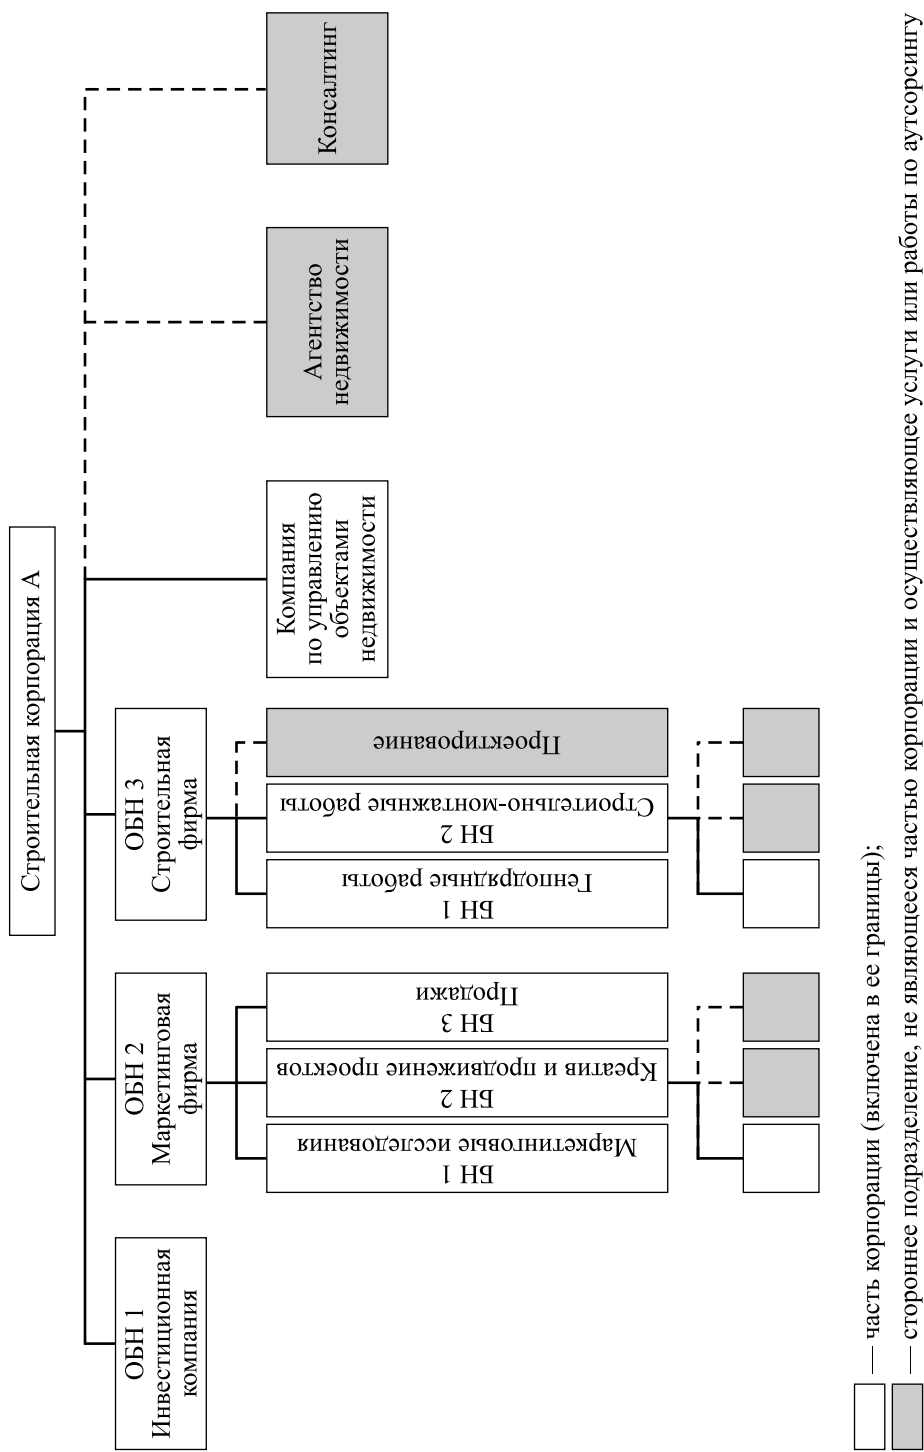 Строительная корпорация А
ОБН 1
Инвестиционная
компания
ОБН 2
Маркетинговая
фирма
ОБН 3
Строительная
фирма
Компания
по управлению
объектами
недвижимости
Агентство
недвижимости
Консалтинг
БН 1
Маркетинговые исследования
БН 2
Креатив и продвижение проектов
БН 3
Продажи
БН 1
Генподрядные работы
БН 2
Строительно-монтажные работы
Проектирование
— часть корпорации (включена в ее границы);
— стороннее подразделение, не являющееся частью корпорации и осуществляющее услуги или работы по аутсорсингу